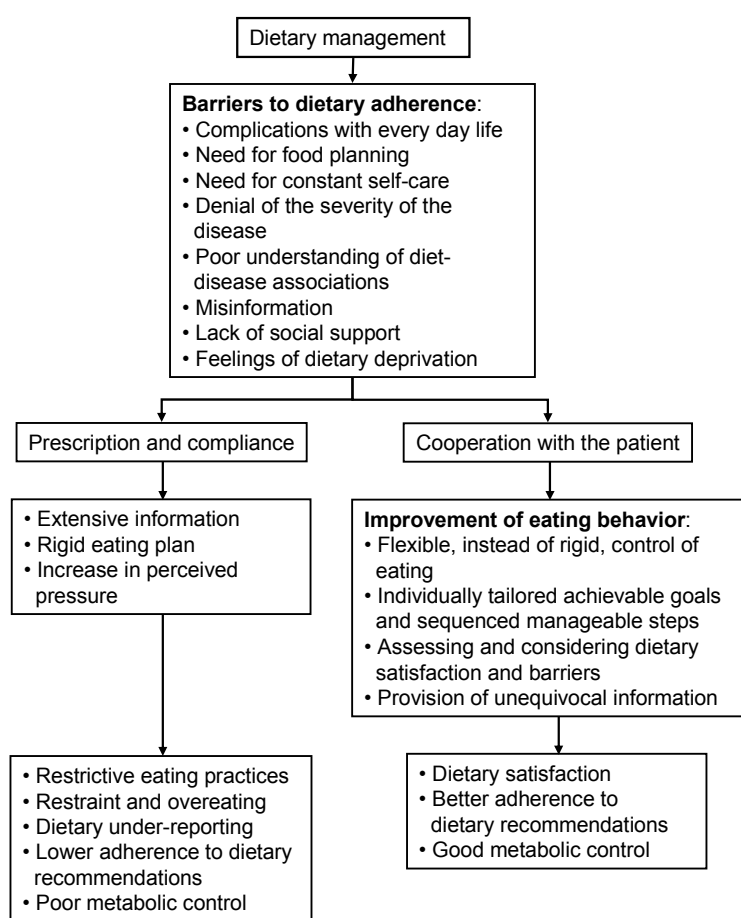 Dietary management
Barriers to dietary adherence:
• Complications with every day life
• Need for food planning
• Need for constant self-care
• Denial of the severity of the
disease
• Poor understanding of diet-
disease associations
• Misinformation
• Lack of social support
• Feelings of dietary deprivation
Prescription and compliance
• Extensive information
• Rigid eating plan
• Increase in perceived
pressure
• Restrictive eating practices
• Restraint and overeating
• Dietary under-reporting
• Lower adherence to dietary
recommendations
• Poor metabolic control
Cooperation with the patient
Improvement of eating behavior:
• Flexible, instead of rigid, control of
eating
• Individually tailored achievable goals
and sequenced manageable steps
• Assessing and considering dietary
satisfaction and barriers
• Provision of unequivocal information
• Dietary satisfaction
• Better adherence to
dietary recommendations
• Good metabolic control